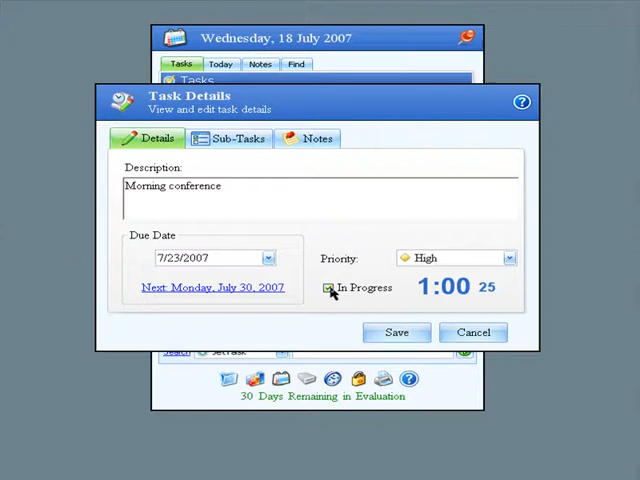 Wednesday, 18 July 2007
Tasks Today Notes Find
Tasks
Task Details
View and edit task details
Details Sub-Tasks Notes
Description:
Morning conference
Due Date
7/23/2007
Priority: High
Next: Monday, July 30, 2007
In Progress 1:00 25
Save Cancel
Search JetTask
30 Days Remaining in Evaluation